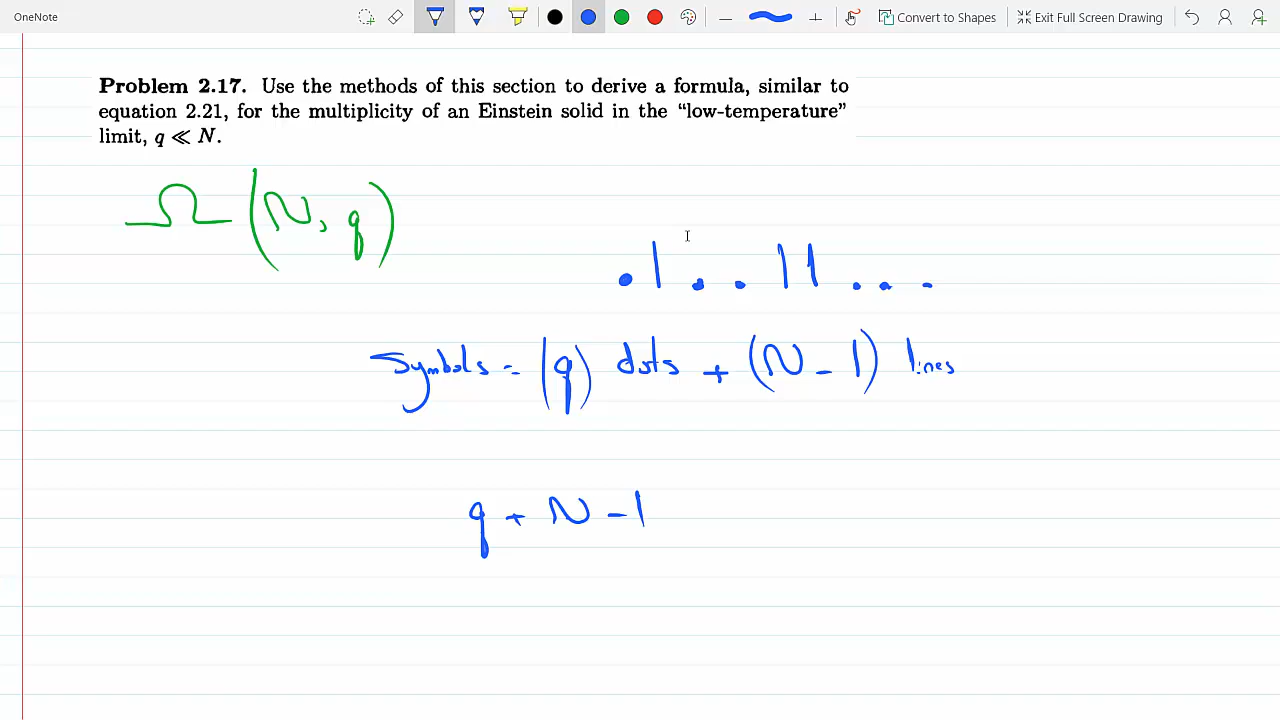 OneNote
Convert to Shapes
Exit Full Screen Drawing
Problem 2.17. Use the methods of this section to derive a formula, similar to
equation 2.21, for the multiplicity of an Einstein solid in the “low-temperature”
limit, q ≪ N.
Ω (N, q)
. | . . | | . . .
Symbols = (q) dots + (N - 1) lines
q + N - 1